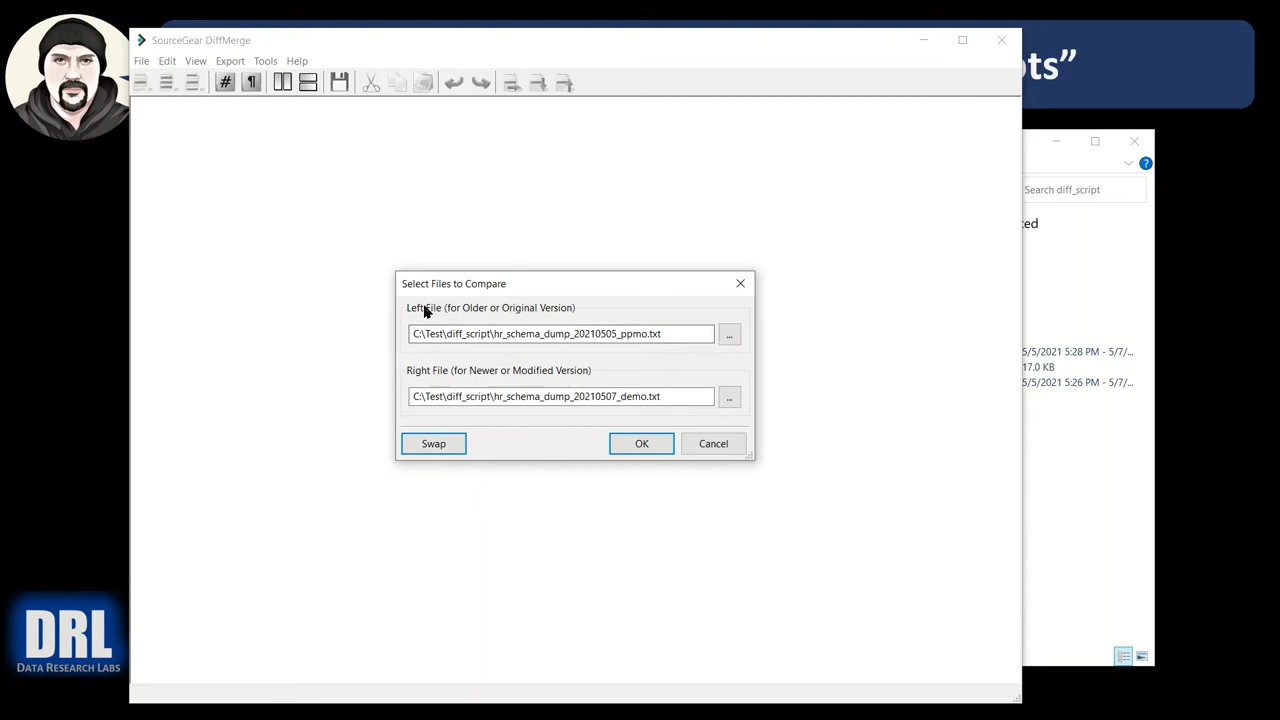 SourceGear DiffMerge
File Edit View Export Tools Help
# ¶
ots”
Search diff_script
?
ted
Select Files to Compare
Left File (for Older or Original Version)
C:\Test\diff_script\hr_schema_dump_20210505_ppmo.txt
...
Right File (for Newer or Modified Version)
C:\Test\diff_script\hr_schema_dump_20210507_demo.txt
...
Swap OK Cancel
5/5/2021 5:28 PM - 5/7/...
17.0 KB
5/5/2021 5:26 PM - 5/7/...
DRL
DATA RESEARCH LABS